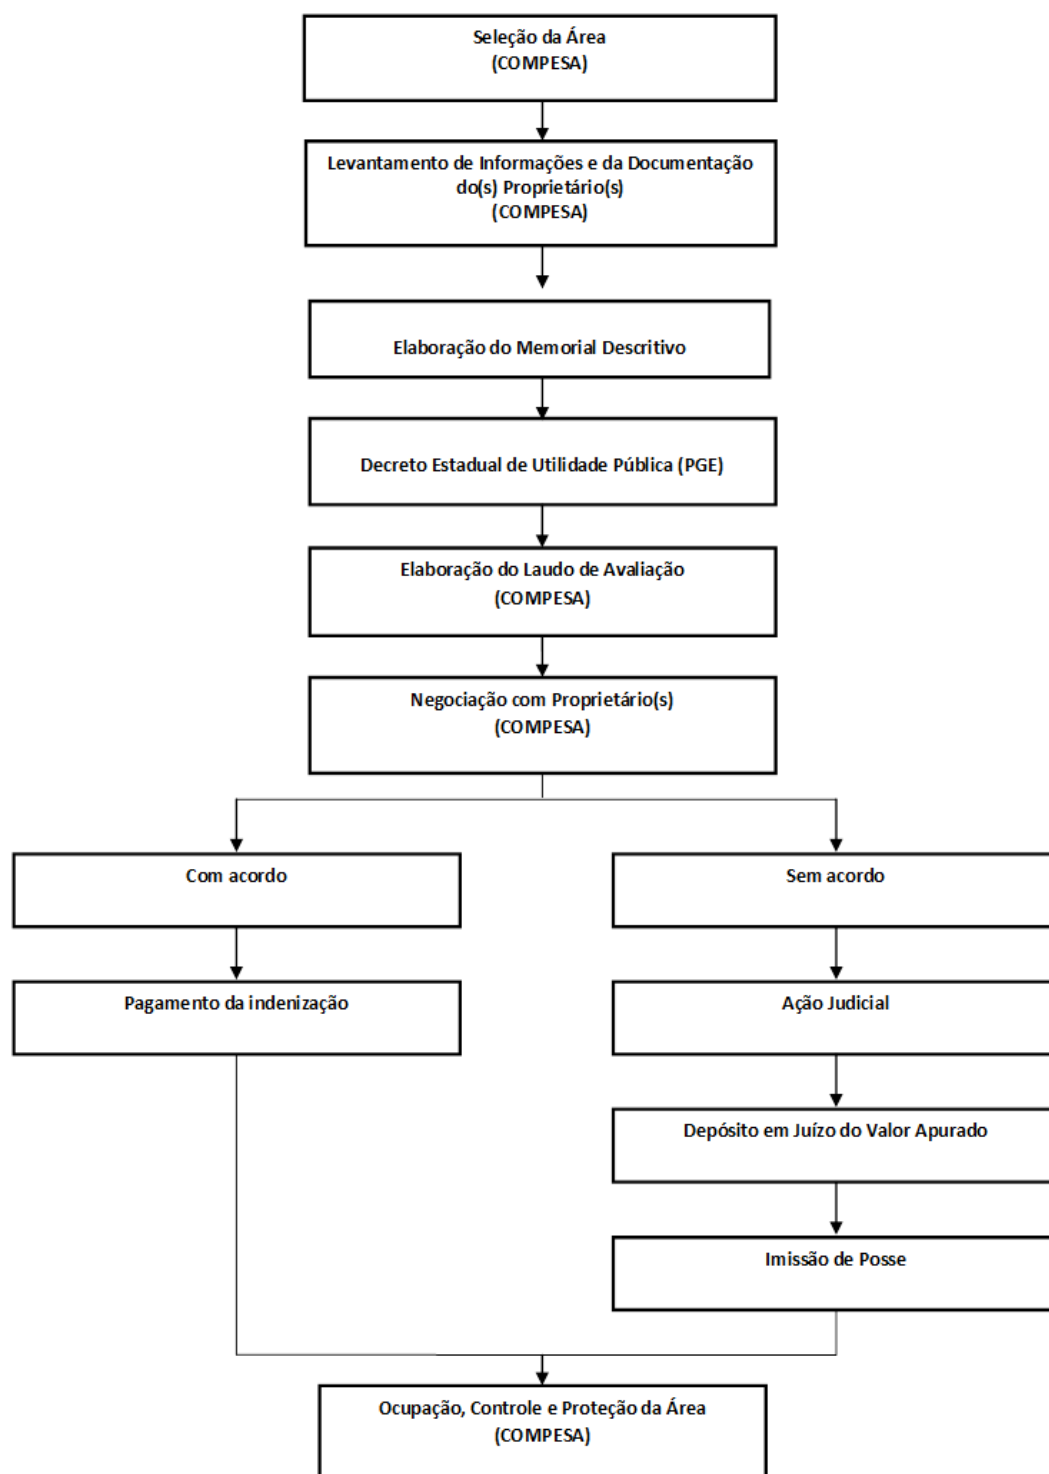 Seleção da Área
(COMPESA)
Levantamento de Informações e da Documentação
do(s) Proprietário(s)
(COMPESA)
Elaboração do Memorial Descritivo
Decreto Estadual de Utilidade Pública (PGE)
Elaboração do Laudo de Avaliação
(COMPESA)
Negociação com Proprietário(s)
(COMPESA)
Com acordo
Sem acordo
Pagamento da indenização
Ação Judicial
Depósito em Juízo do Valor Apurado
Imissão de Posse
Ocupação, Controle e Proteção da Área
(COMPESA)